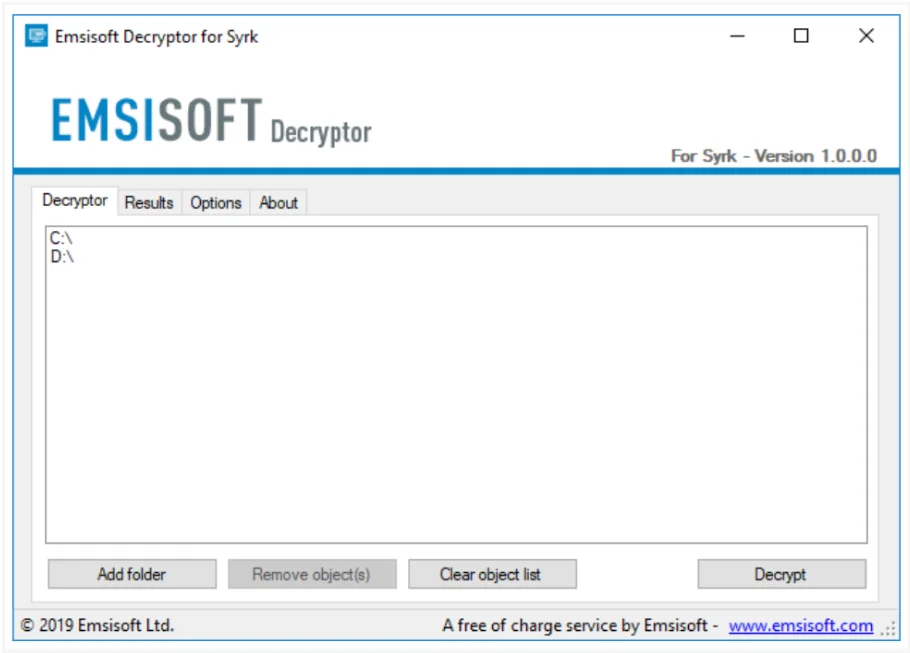 Emsisoft Decryptor for Syrk
EMSISOFT Decryptor
For Syrk - Version 1.0.0.0
Decryptor Results Options About
C:\
D:\
Add folder Remove object(s) Clear object list Decrypt
© 2019 Emsisoft Ltd. A free of charge service by Emsisoft - www.emsisoft.com